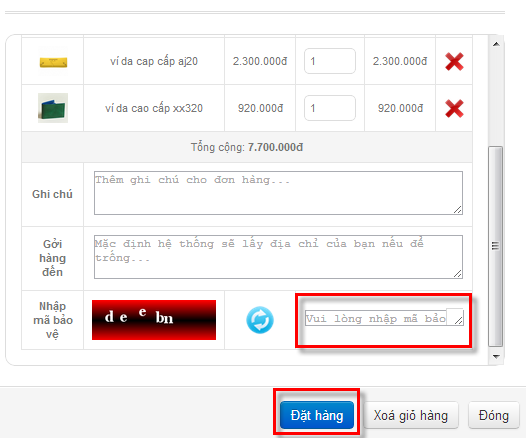 ví da cap cấp aj20 2.300.000đ 1 2.300.000đ
ví da cao cấp xx320 920.000đ 1 920.000đ
Tổng cộng: 7.700.000đ
Ghi chú
Thêm ghi chú cho đơn hàng...
Gởi
hàng
đến
Mặc định hệ thống sẽ lấy địa chỉ của bạn nếu để
trống...
Nhập
mã bảo
vệ
d e e bn
Vui lòng nhập mã bảo
Đặt hàng Xoá giỏ hàng Đóng